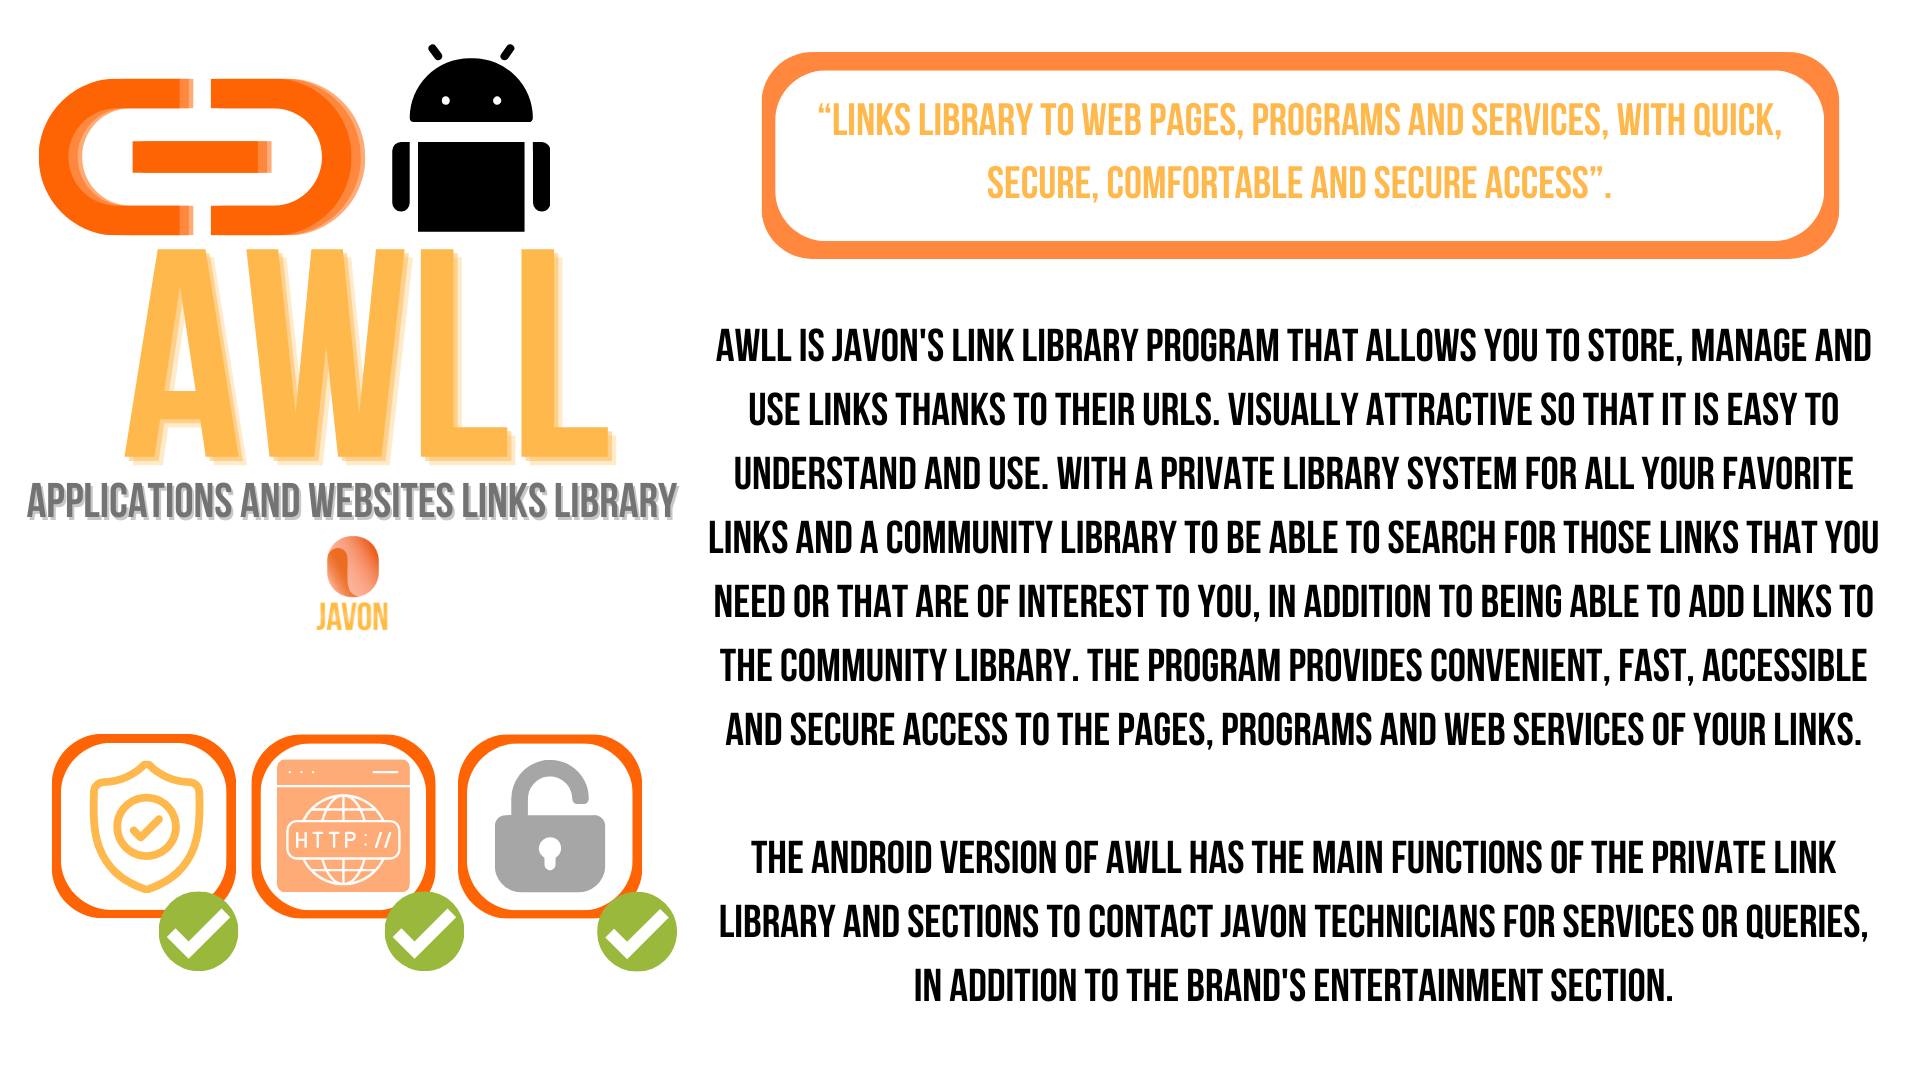 AWLL
APPLICATIONS AND WEBSITES LINKS LIBRARY
JAVON
HTTP://
“LINKS LIBRARY TO WEB PAGES, PROGRAMS AND SERVICES, WITH QUICK,
SECURE, COMFORTABLE AND SECURE ACCESS”.
AWLL IS JAVON'S LINK LIBRARY PROGRAM THAT ALLOWS YOU TO STORE, MANAGE AND
USE LINKS THANKS TO THEIR URLS. VISUALLY ATTRACTIVE SO THAT IT IS EASY TO
UNDERSTAND AND USE. WITH A PRIVATE LIBRARY SYSTEM FOR ALL YOUR FAVORITE
LINKS AND A COMMUNITY LIBRARY TO BE ABLE TO SEARCH FOR THOSE LINKS THAT YOU
NEED OR THAT ARE OF INTEREST TO YOU, IN ADDITION TO BEING ABLE TO ADD LINKS TO
THE COMMUNITY LIBRARY. THE PROGRAM PROVIDES CONVENIENT, FAST, ACCESSIBLE
AND SECURE ACCESS TO THE PAGES, PROGRAMS AND WEB SERVICES OF YOUR LINKS.
THE ANDROID VERSION OF AWLL HAS THE MAIN FUNCTIONS OF THE PRIVATE LINK
LIBRARY AND SECTIONS TO CONTACT JAVON TECHNICIANS FOR SERVICES OR QUERIES,
IN ADDITION TO THE BRAND'S ENTERTAINMENT SECTION.